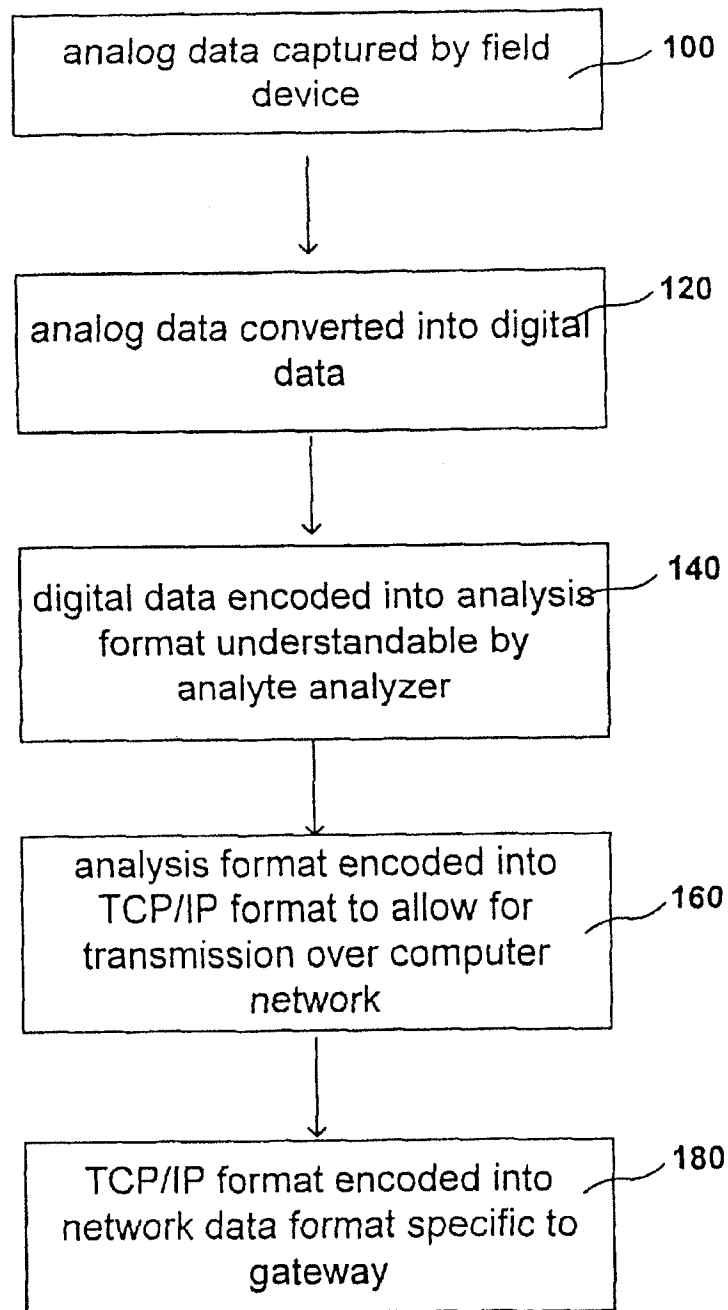 analog data captured by field
device
100
analog data converted into digital
data
120
digital data encoded into analysis
format understandable by
analyte analyzer
140
analysis format encoded into
TCP/IP format to allow for
transmission over computer
network
160
TCP/IP format encoded into
network data format specific to
gateway
180